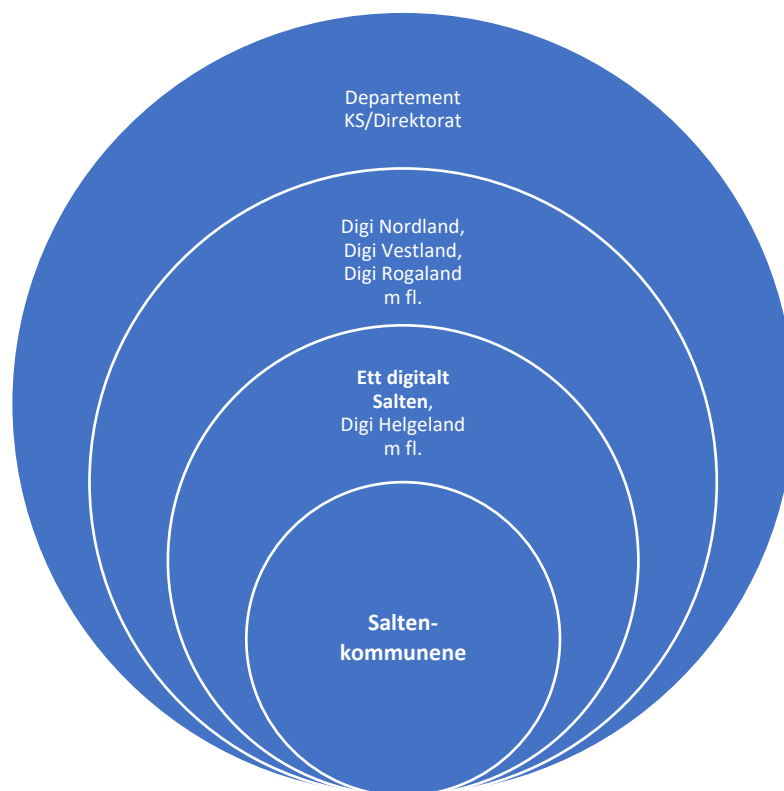 Departement
KS/Direktorat
Digi Nordland,
Digi Vestland,
Digi Rogaland
m fl.
Ett digitalt
Salten,
Digi Helgeland
m fl.
Salten-
kommunene